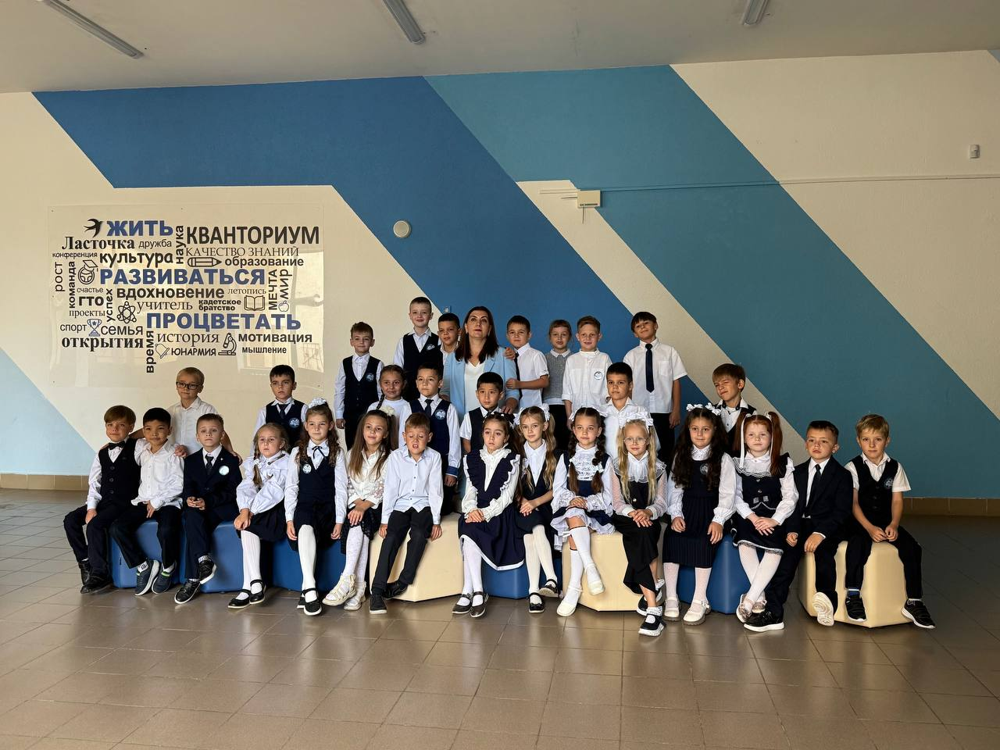 ЖИТЬ
Ласточка
дружба
наука
КВАНТОРИУМ
конференция
культура
КАЧЕСТВО ЗНАНИЙ
образование
рост
команда
РАЗВИВАТЬСЯ
МЕЧТА
мир
счастье
успех
вдохновение
летопись
ГТО
учитель
кадетское
братство
проекты
ПРОЦВЕТАТЬ
спорт
семья
история
мотивация
открытия
время
ЮНАРМИЯ
мышление